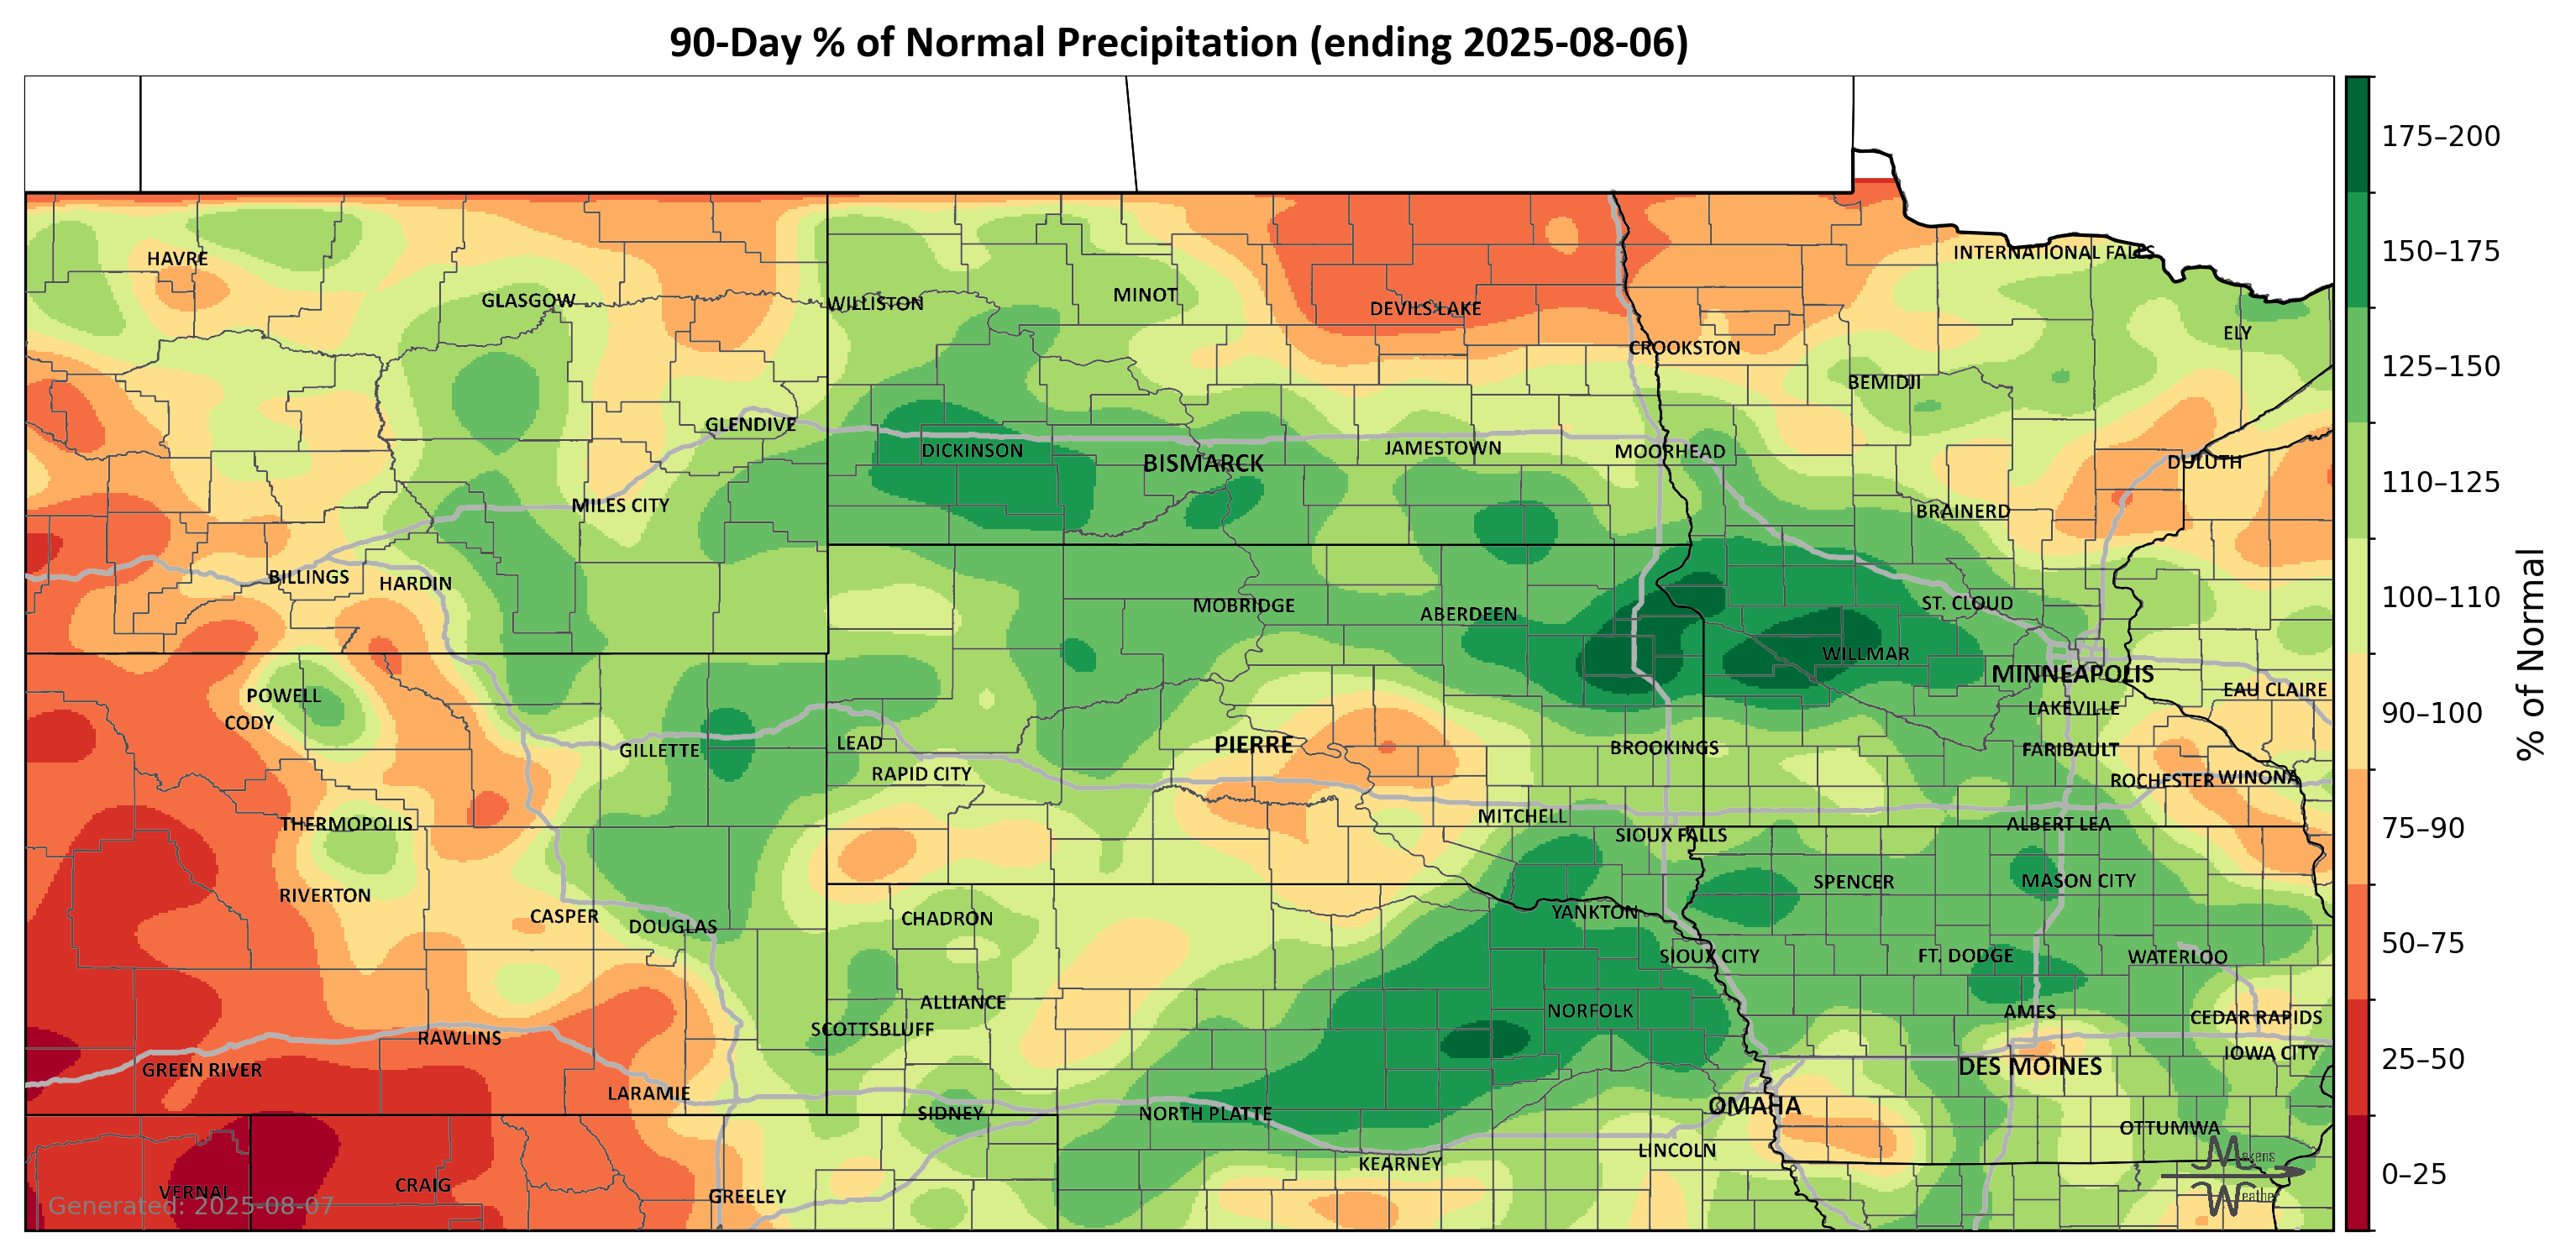 90-Day % of Normal Precipitation (ending 2025-08-06)
INTERNATIONAL FALLS
HAVRE
GLASGOW
WILLISTON
MINOT
DEVILS LAKE
ELY
CROOKSTON
BEMIDJI
GLENDIVE
DICKINSON
BISMARCK
JAMESTOWN
MOORHEAD
DULUTH
MILES CITY
BRAINERD
BILLINGS
HARDIN
MOBRIDGE
ABERDEEN
ST. CLOUD
WILLMAR
MINNEAPOLIS
POWELL
EAU CLAIRE
CODY
LAKEVILLE
GILLETTE
LEAD
PIERRE
BROOKINGS
FARIBAULT
RAPID CITY
ROCHESTER
WINONA
THERMOPOLIS
MITCHELL
SIOUX FALLS
ALBERT LEA
RIVERTON
SPENCER
MASON CITY
CASPER
DOUGLAS
CHADRON
YANKTON
SIOUX CITY
FT. DODGE
WATERLOO
ALLIANCE
NORFOLK
AMES
CEDAR RAPIDS
SCOTTSBLUFF
RAWLINS
GREEN RIVER
DES MOINES
IOWA CITY
LARAMIE
SIDNEY
NORTH PLATTE
OMAHA
OTTUMWA
LINCOLN
KEARNEY
VERNAL
CRAIG
GREELEY
Generated: 2025-08-07
Makens
Weather
175–200
150–175
125–150
110–125
100–110
90–100
75–90
50–75
25–50
0–25
% of Normal